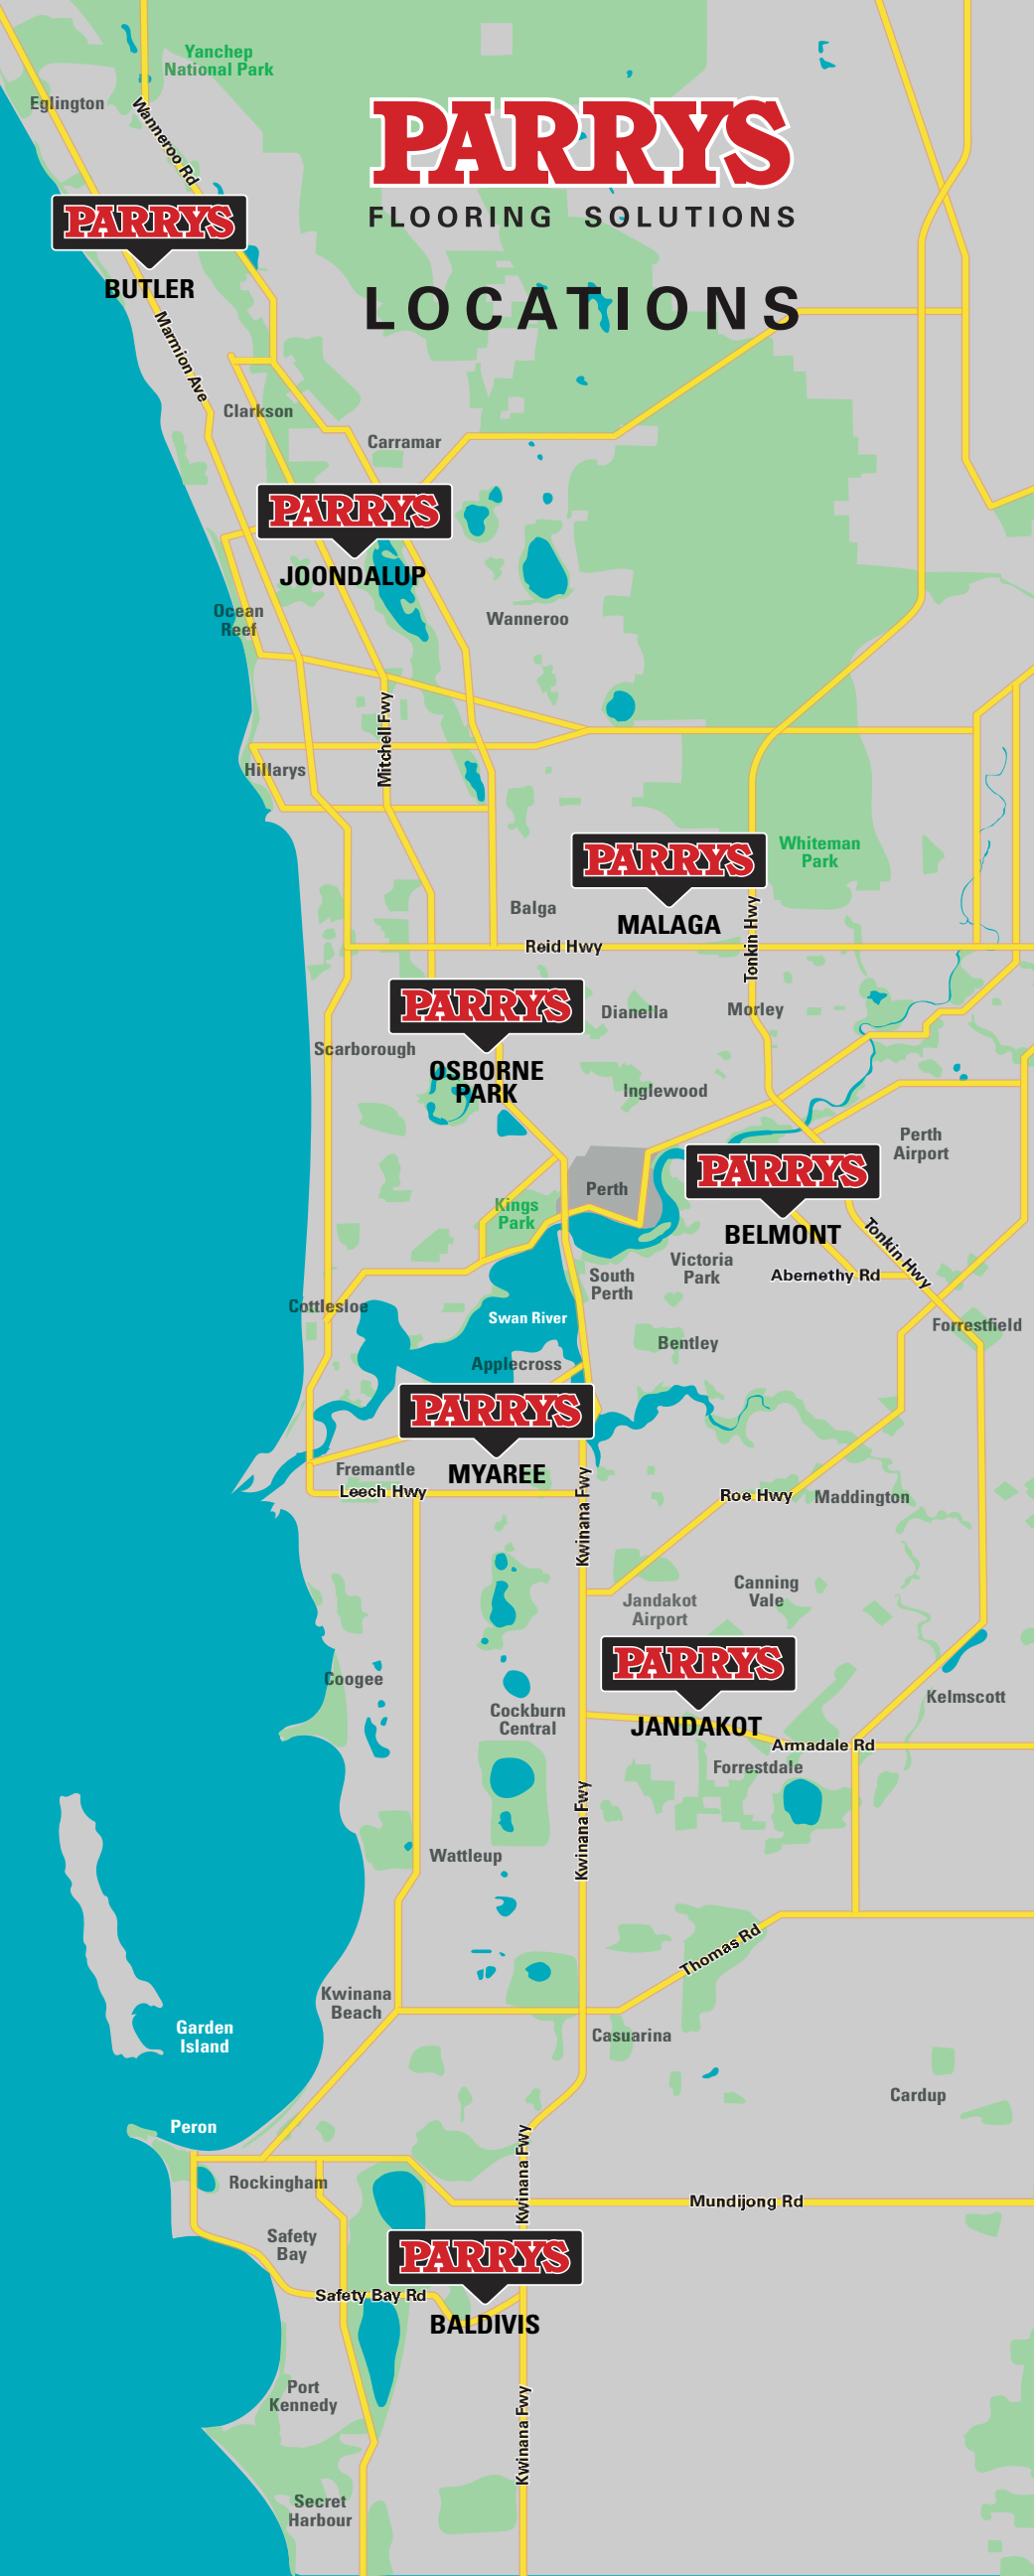 Yanchep
National Park
Eglington
Wanneroo Rd
PARRYS
FLOORING SOLUTIONS
LOCATIONS
PARRYS
BUTLER
Marmion Ave
Clarkson
Carramar
PARRYS
JOONDALUP
Ocean
Reef
Wanneroo
Mitchell Fwy
Hillarys
PARRYS
MALAGA
Whiteman
Park
Balga
Reid Hwy
Tonkin Hwy
PARRYS
OSBORNE
PARK
Dianella
Morley
Scarborough
Inglewood
Perth
Airport
PARRYS
BELMONT
Perth
Kings
Park
Tonkin Hwy
Victoria
Park
Abernethy Rd
South
Perth
Cottlesloe
Swan River
Forrestfield
Bentley
Applecross
PARRYS
MYAREE
Fremantle
Leech Hwy
Kwinana Fwy
Roe Hwy
Maddington
Canning
Vale
Jandakot
Airport
PARRYS
JANDAKOT
Coogee
Cockburn
Central
Kelmscott
Armadale Rd
Forrestdale
Kwinana Fwy
Wattleup
Thomas Rd
Kwinana
Beach
Garden
Island
Casuarina
Cardup
Peron
Kwinana Fwy
Rockingham
Mundijong Rd
Safety
Bay
PARRYS
BALDIVIS
Safety Bay Rd
Port
Kennedy
Kwinana Fwy
Secret
Harbour